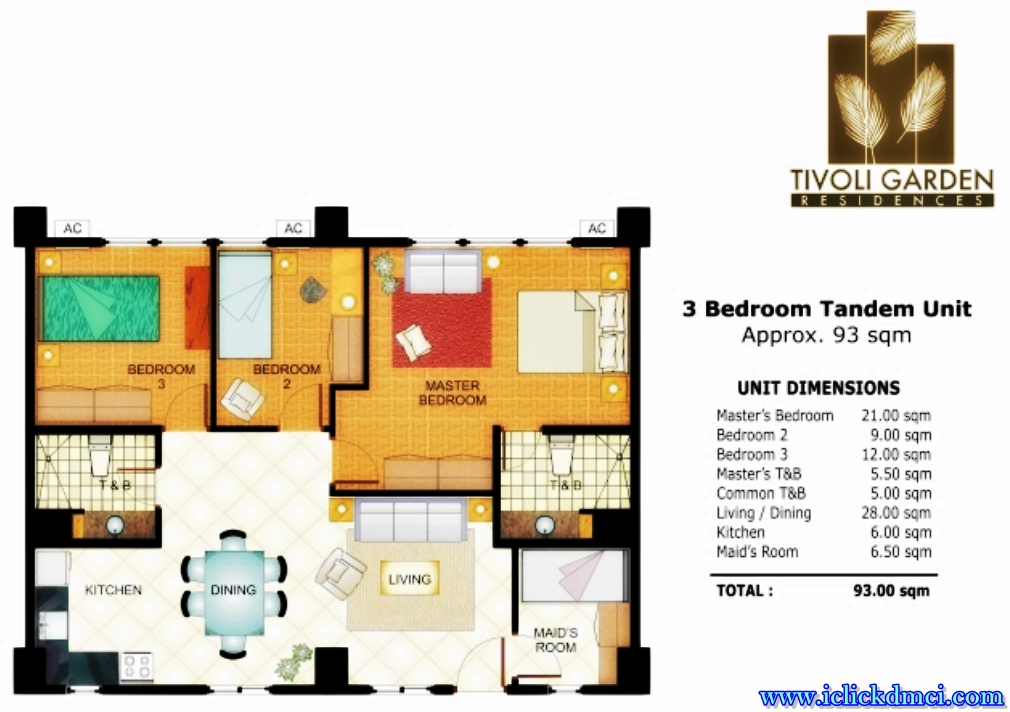 TIVOLI GARDEN
RESIDENCES
AC
AC
AC
BEDROOM
3
BEDROOM
2
MASTER
BEDROOM
T & B
T & B
KITCHEN
DINING
LIVING
MAID'S
ROOM
3 Bedroom Tandem Unit
Approx. 93 sqm
UNIT DIMENSIONS
Master's Bedroom 21.00 sqm
Bedroom 2 9.00 sqm
Bedroom 3 12.00 sqm
Master's T&B 5.50 sqm
Common T&B 5.00 sqm
Living / Dining 28.00 sqm
Kitchen 6.00 sqm
Maid's Room 6.50 sqm
TOTAL : 93.00 sqm
www.iclickdmci.com